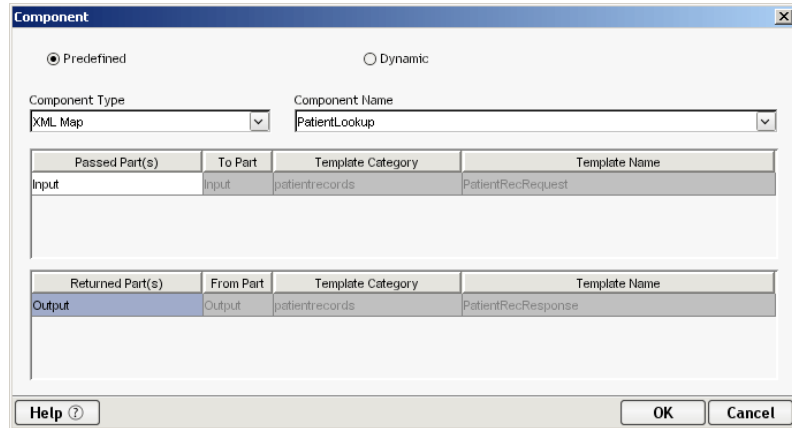 Component
Predefined Dynamic
Component Type Component Name
XML Map PatientLookup
Passed Part(s) To Part Template Category Template Name
Input Input patientrecords PatientRecRequest
Returned Part(s) From Part Template Category Template Name
Output Output patientrecords PatientRecResponse
Help ? OK Cancel